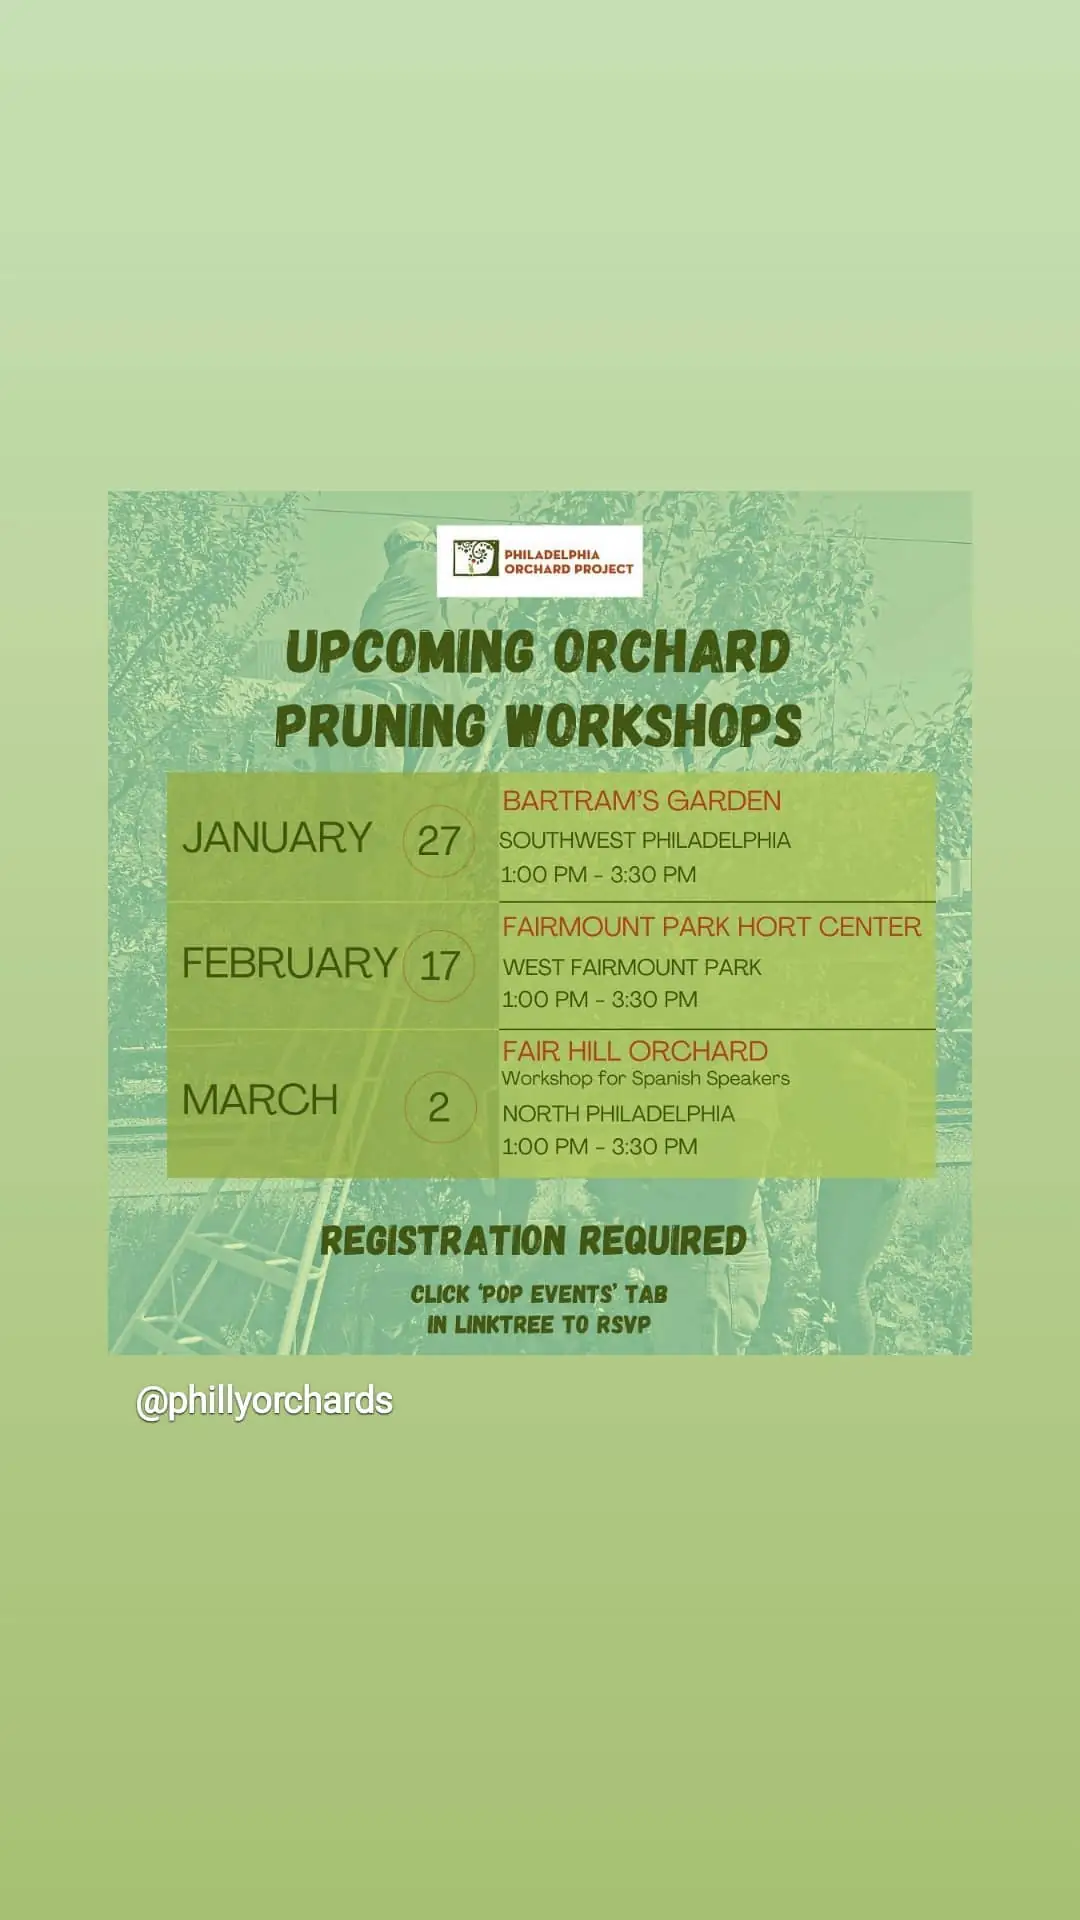 PHILADELPHIA
ORCHARD PROJECT
UPCOMING ORCHARD
PRUNING WORKSHOPS
JANUARY 27
BARTRAM'S GARDEN
SOUTHWEST PHILADELPHIA
1:00 PM - 3:30 PM
FEBRUARY 17
FAIRMOUNT PARK HORT CENTER
WEST FAIRMOUNT PARK
1:00 PM - 3:30 PM
MARCH 2
FAIR HILL ORCHARD
Workshop for Spanish Speakers
NORTH PHILADELPHIA
1:00 PM - 3:30 PM
REGISTRATION REQUIRED
CLICK 'POP EVENTS' TAB
IN LINKTREE TO RSVP
@phillyorchards